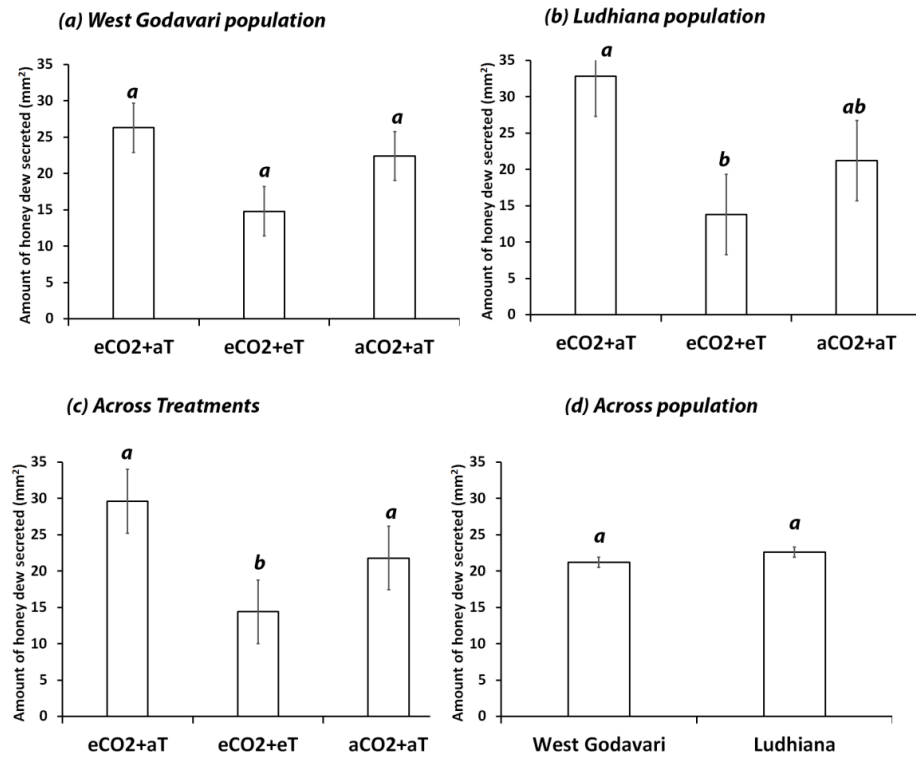 (a) West Godavari population
Amount of honey dew secreted (mm²)
35
30
25
20
15
10
5
0
a
a
a
eCO2+aT eCO2+eT aCO2+aT
(b) Ludhiana population
Amount of honey dew secreted (mm²)
35
30
25
20
15
10
5
0
a
b
ab
eCO2+aT eCO2+eT aCO2+aT
(c) Across Treatments
Amount of honey dew secreted (mm²)
35
30
25
20
15
10
5
0
a
b
a
eCO2+aT eCO2+eT aCO2+aT
(d) Across population
Amount of honey dew secreted (mm²)
35
30
25
20
15
10
5
0
a
a
West Godavari Ludhiana